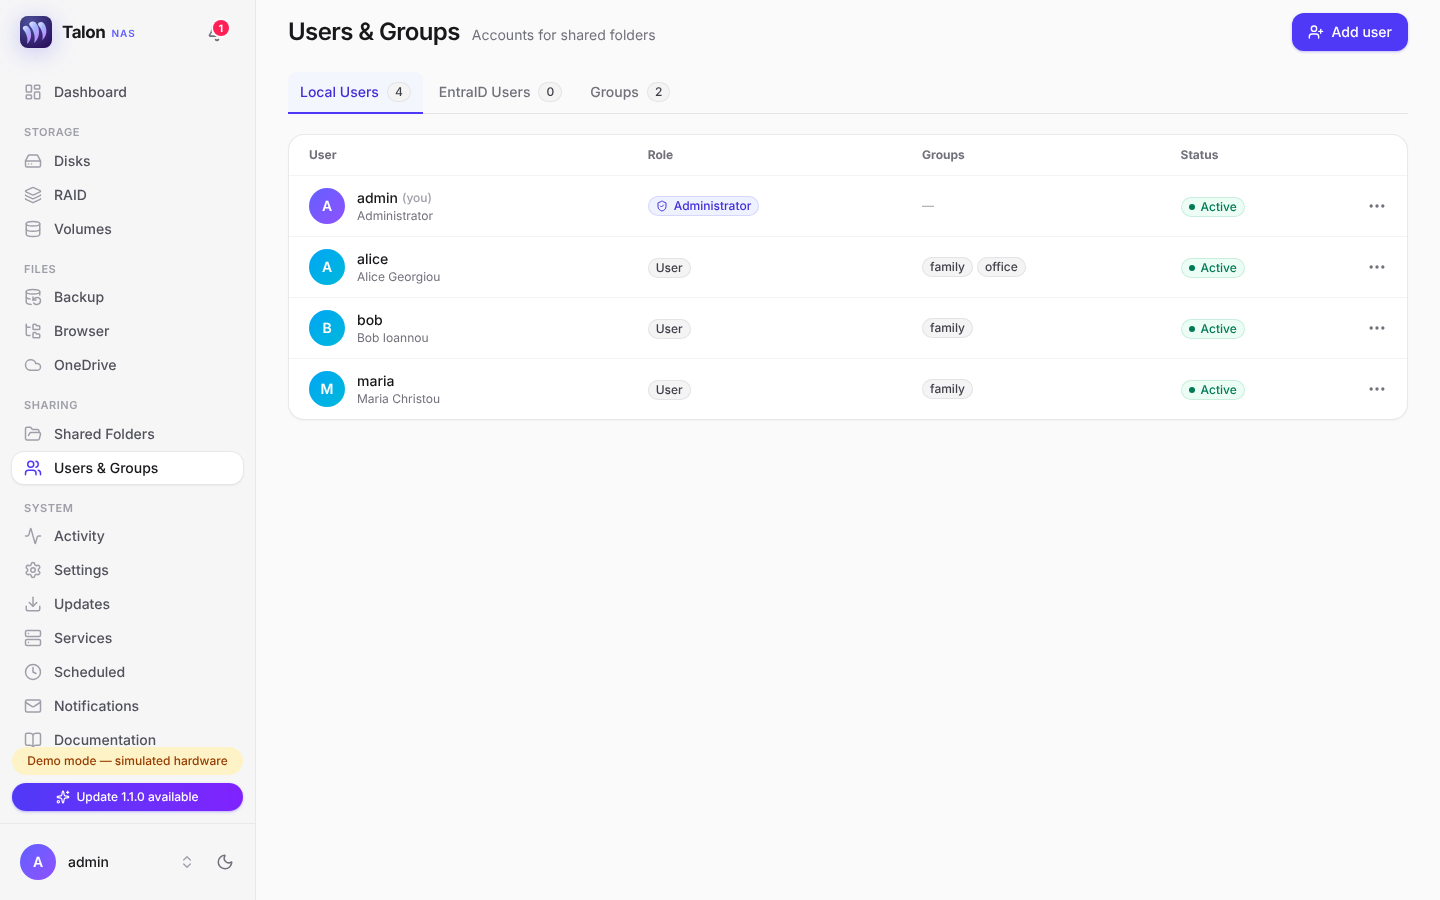 Talon NAS
1
Dashboard
STORAGE
Disks
RAID
Volumes
FILES
Backup
Browser
OneDrive
SHARING
Shared Folders
Users & Groups
SYSTEM
Activity
Settings
Updates
Services
Scheduled
Notifications
Documentation
Demo mode — simulated hardware
Update 1.1.0 available
A admin
Users & Groups Accounts for shared folders
Add user
Local Users 4 EntraID Users 0 Groups 2
User Role Groups Status
A admin (you) Administrator — Active
Administrator
A alice User family office Active
Alice Georgiou
B bob User family Active
Bob Ioannou
M maria User family Active
Maria Christou